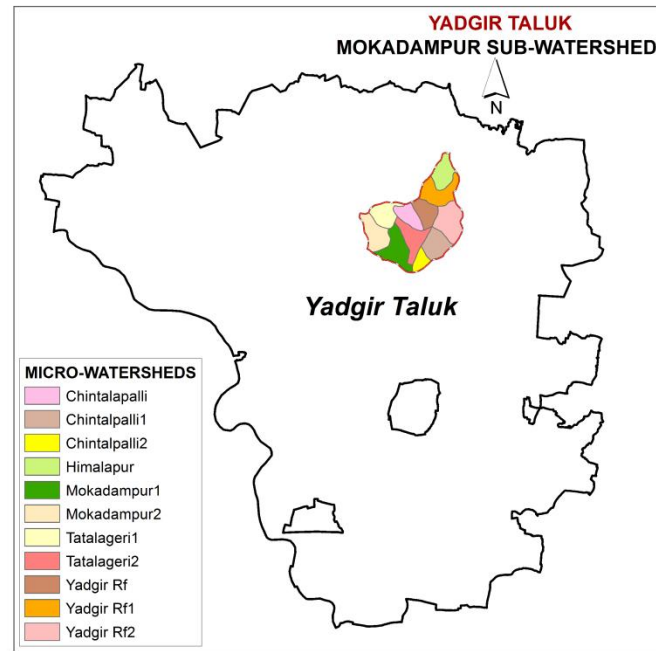 YADGIR TALUK
MOKADAMPUR SUB-WATERSHED
N
Yadgir Taluk
MICRO-WATERSHEDS
Chintalapalli
Chintalpalli1
Chintalpalli2
Himalapur
Mokadampur1
Mokadampur2
Tatalageri1
Tatalageri2
Yadgir Rf
Yadgir Rf1
Yadgir Rf2